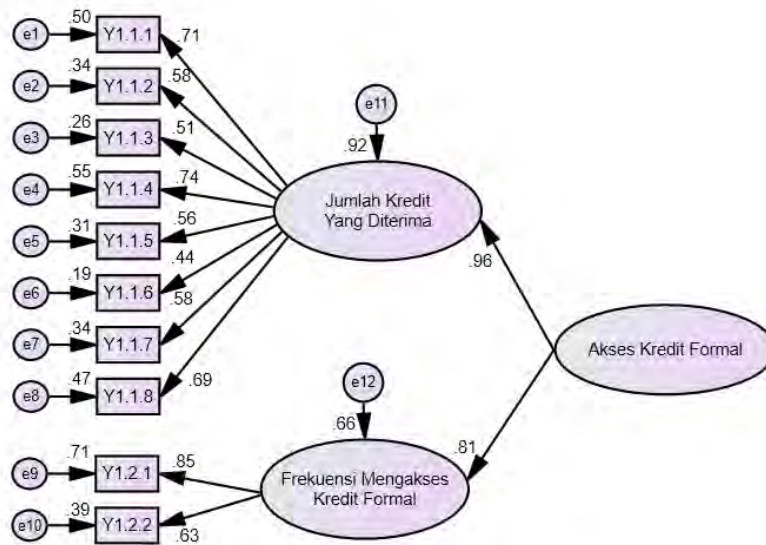 .50
e1
Y1.1.1
.71
.34
e2
Y1.1.2
.58
.26
e3
Y1.1.3
.51
.55
e4
Y1.1.4
.74
.31
e5
Y1.1.5
.56
.19
e6
Y1.1.6
.44
.34
e7
Y1.1.7
.58
.47
e8
Y1.1.8
.69
e11
.92
Jumlah Kredit
Yang Diterima
.96
Akses Kredit Formal
.81
e12
.66
Frekuensi Mengakses
Kredit Formal
.71
e9
Y1.2.1
.85
.39
e10
Y1.2.2
.63